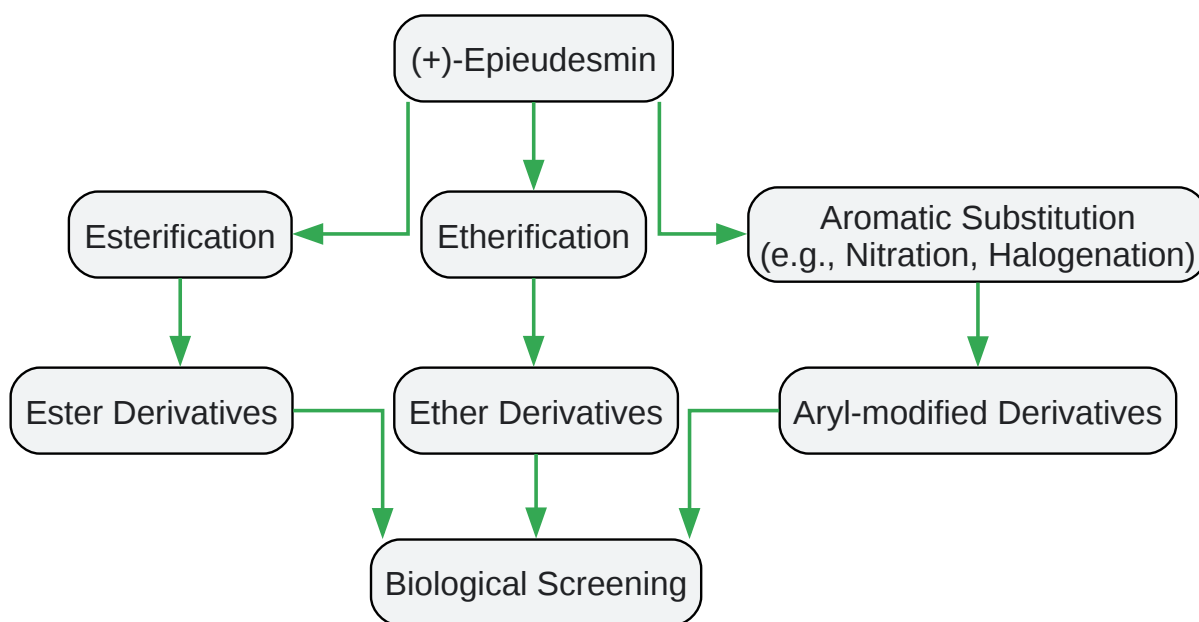 (+)-Epieudesmin
Esterification
Etherification
Aromatic Substitution
(e.g., Nitration, Halogenation)
Ester Derivatives
Ether Derivatives
Aryl-modified Derivatives
Biological Screening